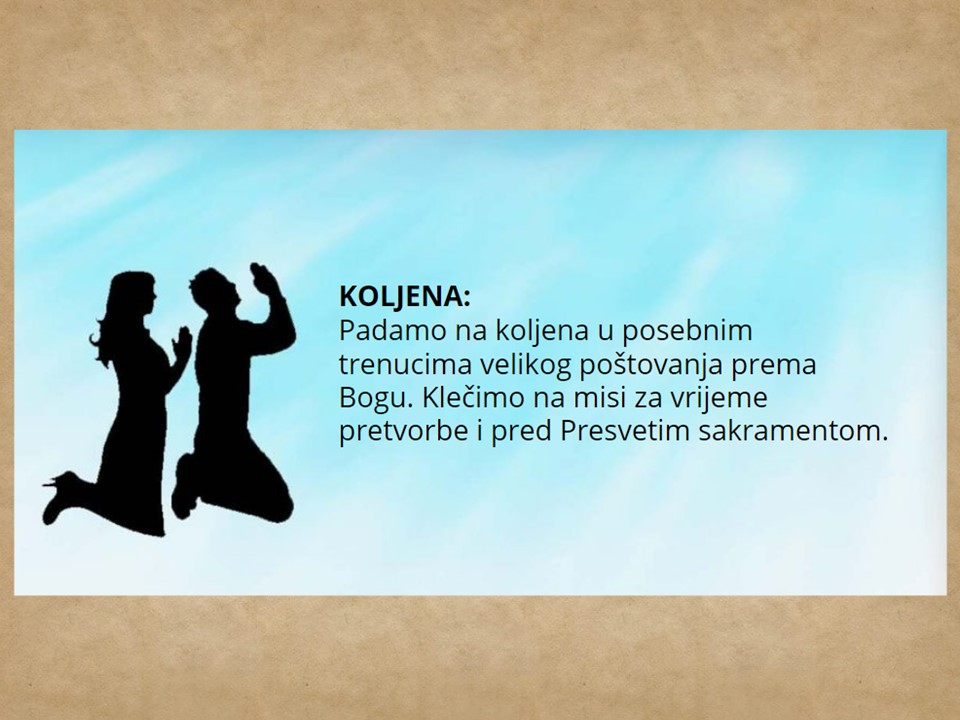 KOLJENA:
Padamo na koljena u posebnim
trenucima velikog poštovanja prema
Bogu. Klečimo na misi za vrijeme
pretvorbe i pred Presvetim sakramentom.